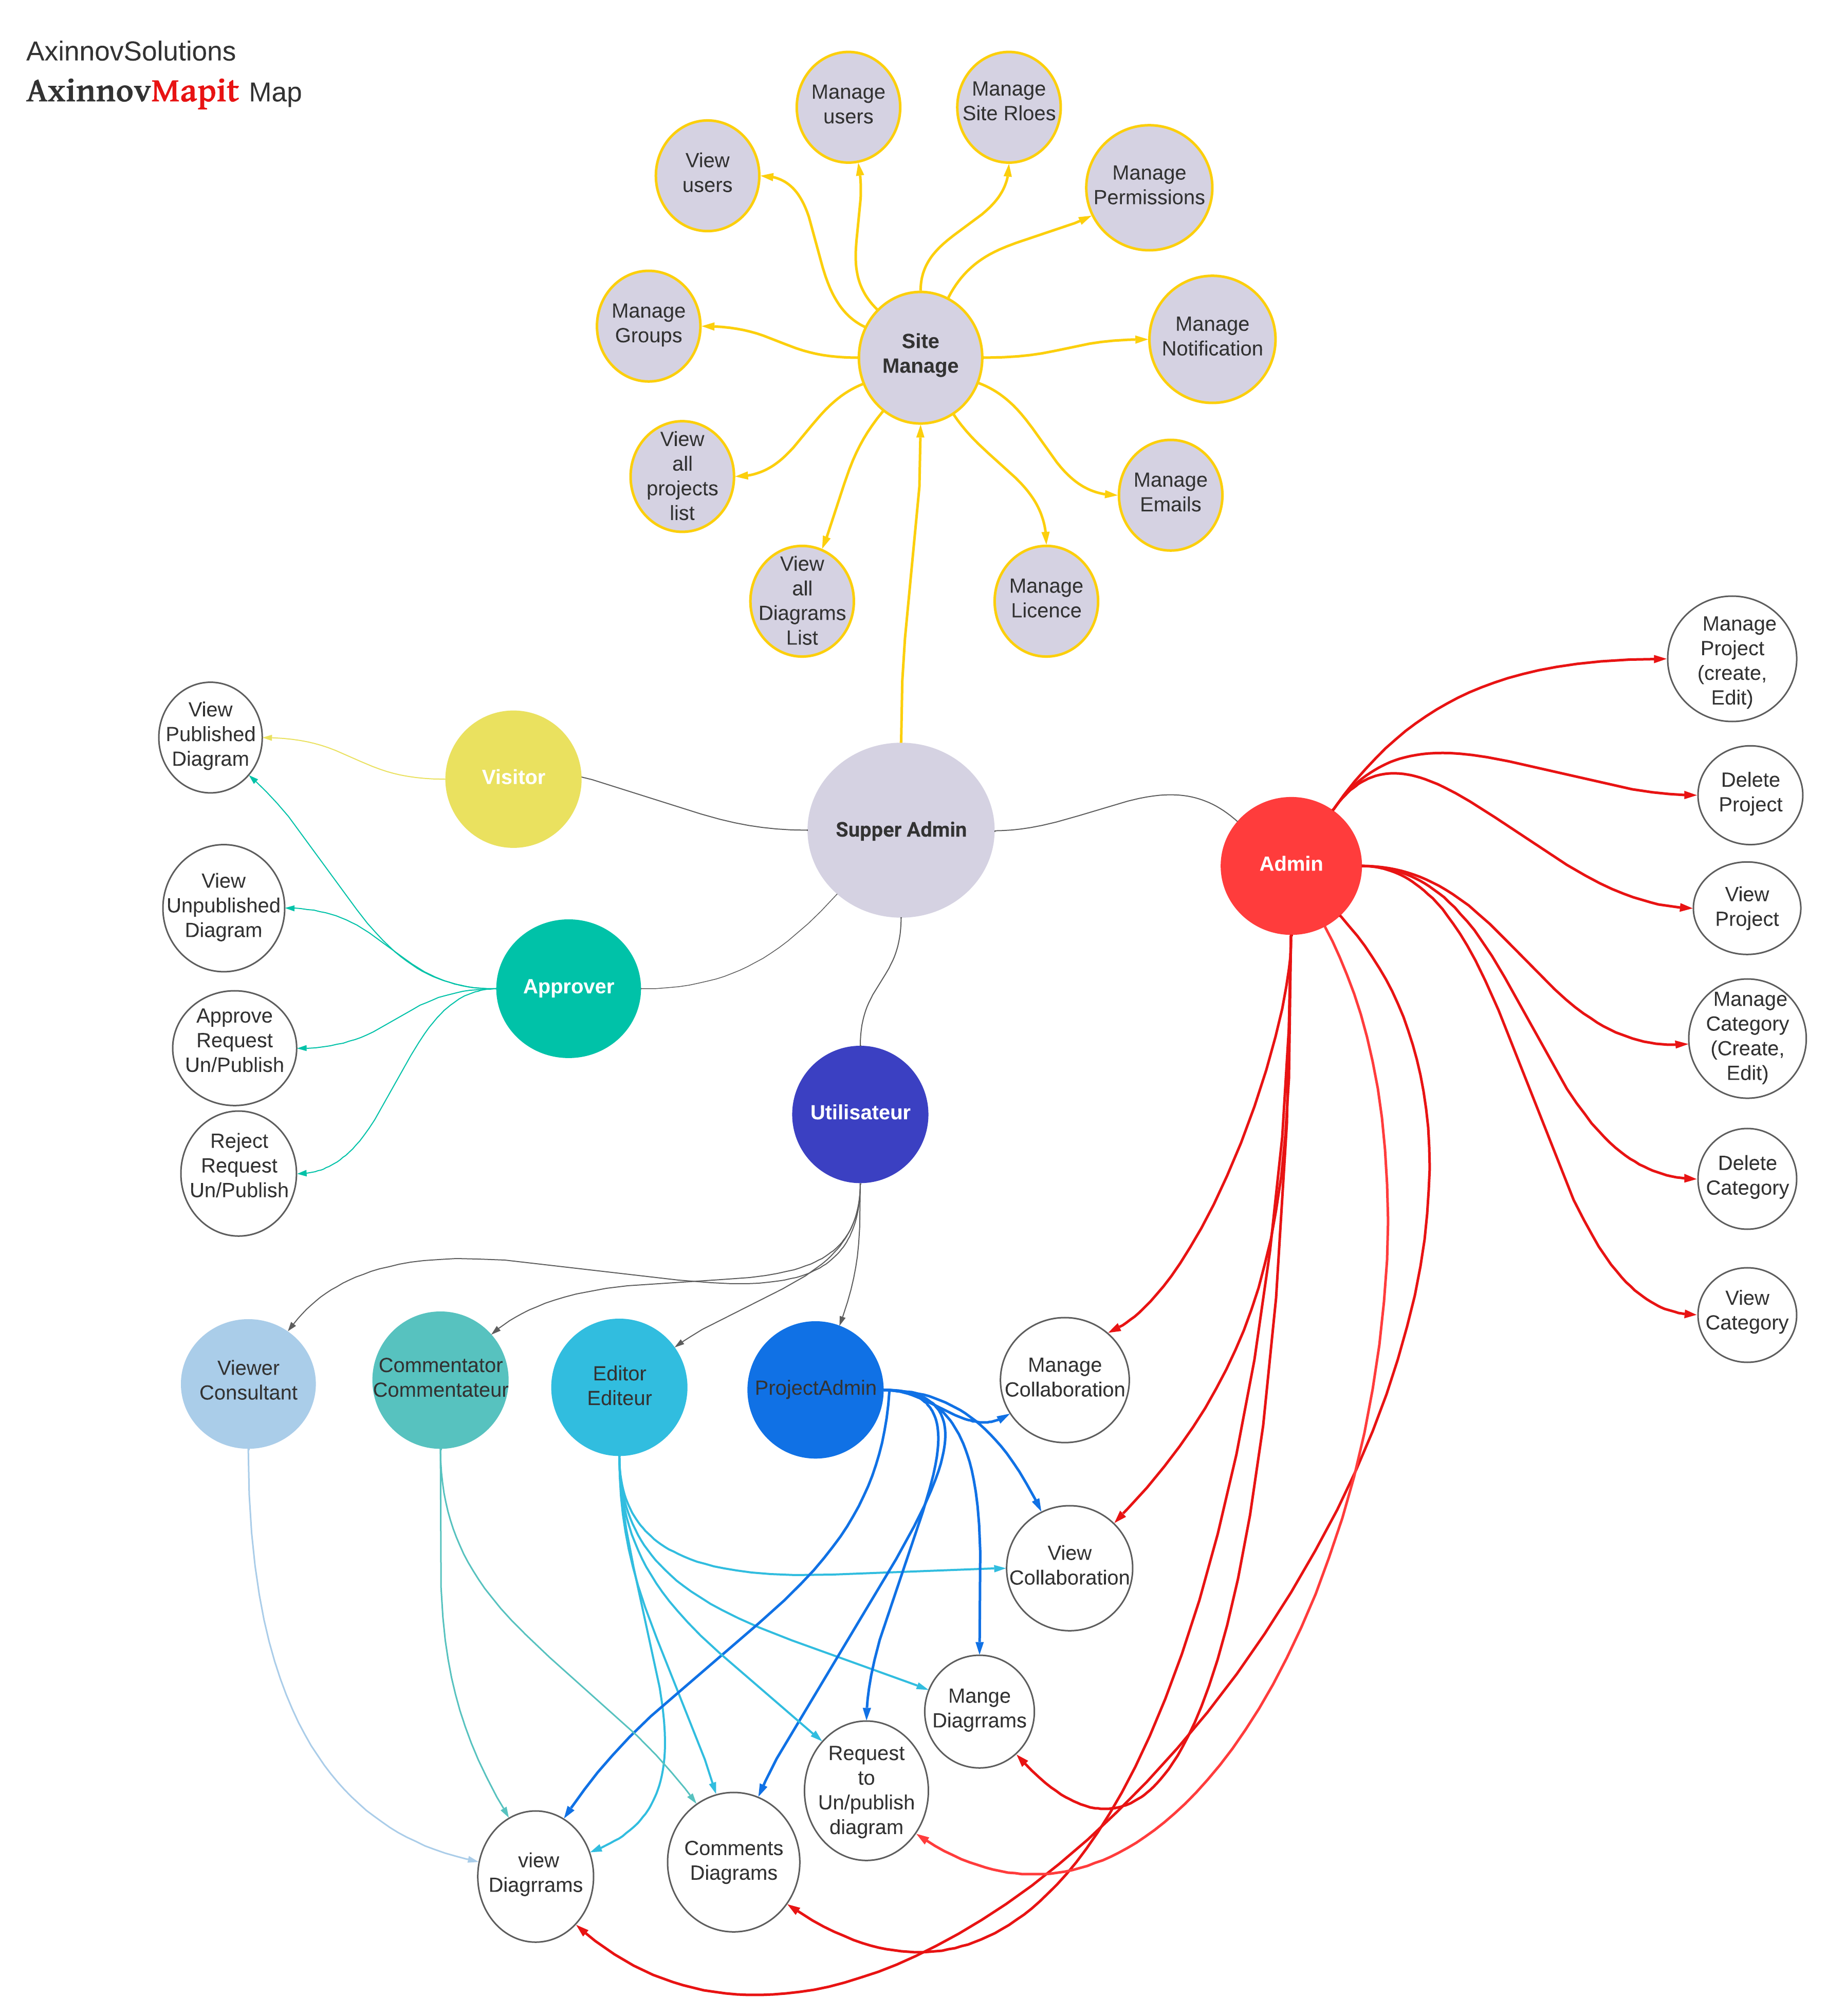 AxinnovSolutions
AxinnovMapit Map
Manage
users
Manage
Site Rloes
View
users
Manage
Permissions
Manage
Groups
Site
Manage
Manage
Notification
View
all
projects
list
Manage
Emails
View
all
Diagrams
List
Manage
Licence
Manage
Project
(create,
Edit)
View
Published
Diagram
Visitor
Supper Admin
Delete
Project
Admin
View
Unpublished
Diagram
View
Project
Approver
Approve
Request
Un/Publish
Manage
Category
(Create,
Edit)
Utilisateur
Reject
Request
Un/Publish
Delete
Category
View
Category
Viewer
Consultant
Commentator
Commentateur
Editor
Editeur
ProjectAdmin
Manage
Collaboration
View
Collaboration
Mange
Diagrrams
Request
to
Un/publish
diagram
Comments
Diagrams
view
Diagrrams